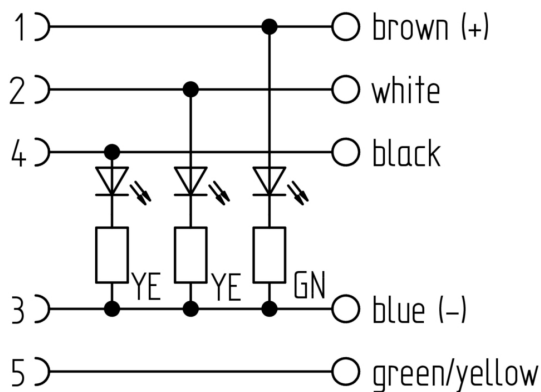 1 brown (+)
2 white
4 black
YE YE GN
3 blue (–)
5 green/yellow